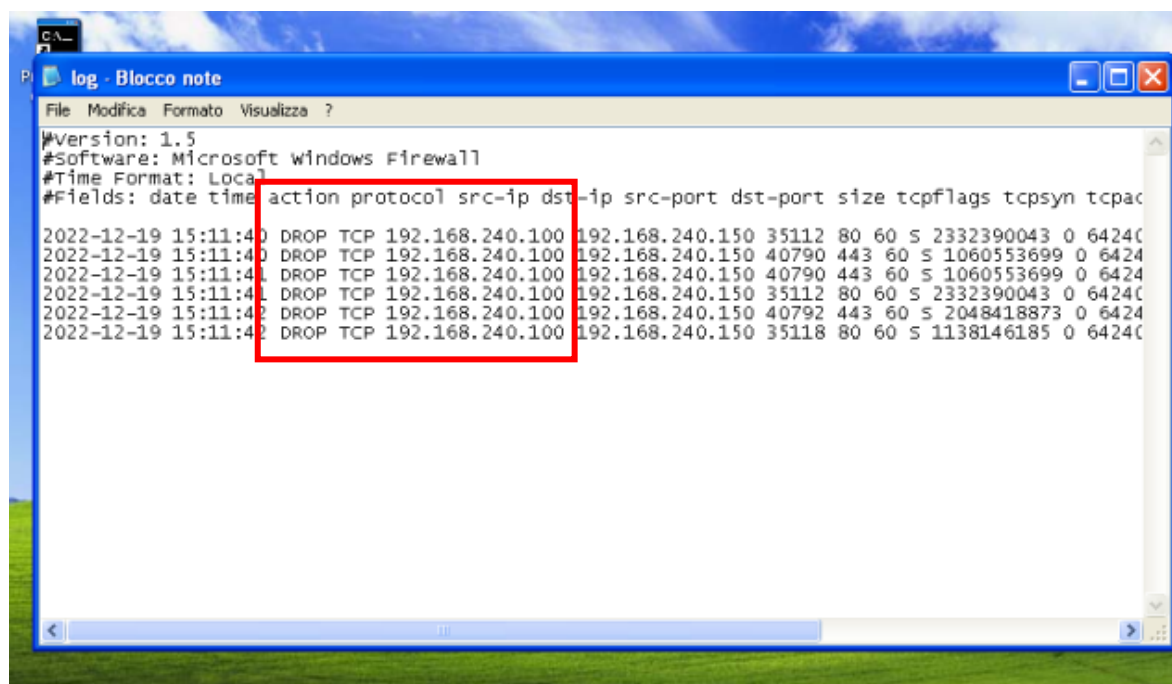 C:\_
P
log - Blocco note
File Modifica Formato Visualizza ?
#Version: 1.5
#Software: Microsoft Windows Firewall
#Time Format: Local
#Fields: date time action protocol src-ip dst-ip src-port dst-port size tcpflags tcpsyn tcpac
2022-12-19 15:11:40 DROP TCP 192.168.240.100 192.168.240.150 35112 80 60 S 2332390043 0 64240
2022-12-19 15:11:40 DROP TCP 192.168.240.100 192.168.240.150 40790 443 60 S 1060553699 0 6424
2022-12-19 15:11:41 DROP TCP 192.168.240.100 192.168.240.150 40790 443 60 S 1060553699 0 6424
2022-12-19 15:11:41 DROP TCP 192.168.240.100 192.168.240.150 35112 80 60 S 2332390043 0 64240
2022-12-19 15:11:42 DROP TCP 192.168.240.100 192.168.240.150 40792 443 60 S 2048418873 0 6424
2022-12-19 15:11:42 DROP TCP 192.168.240.100 192.168.240.150 35118 80 60 S 1138146185 0 64240